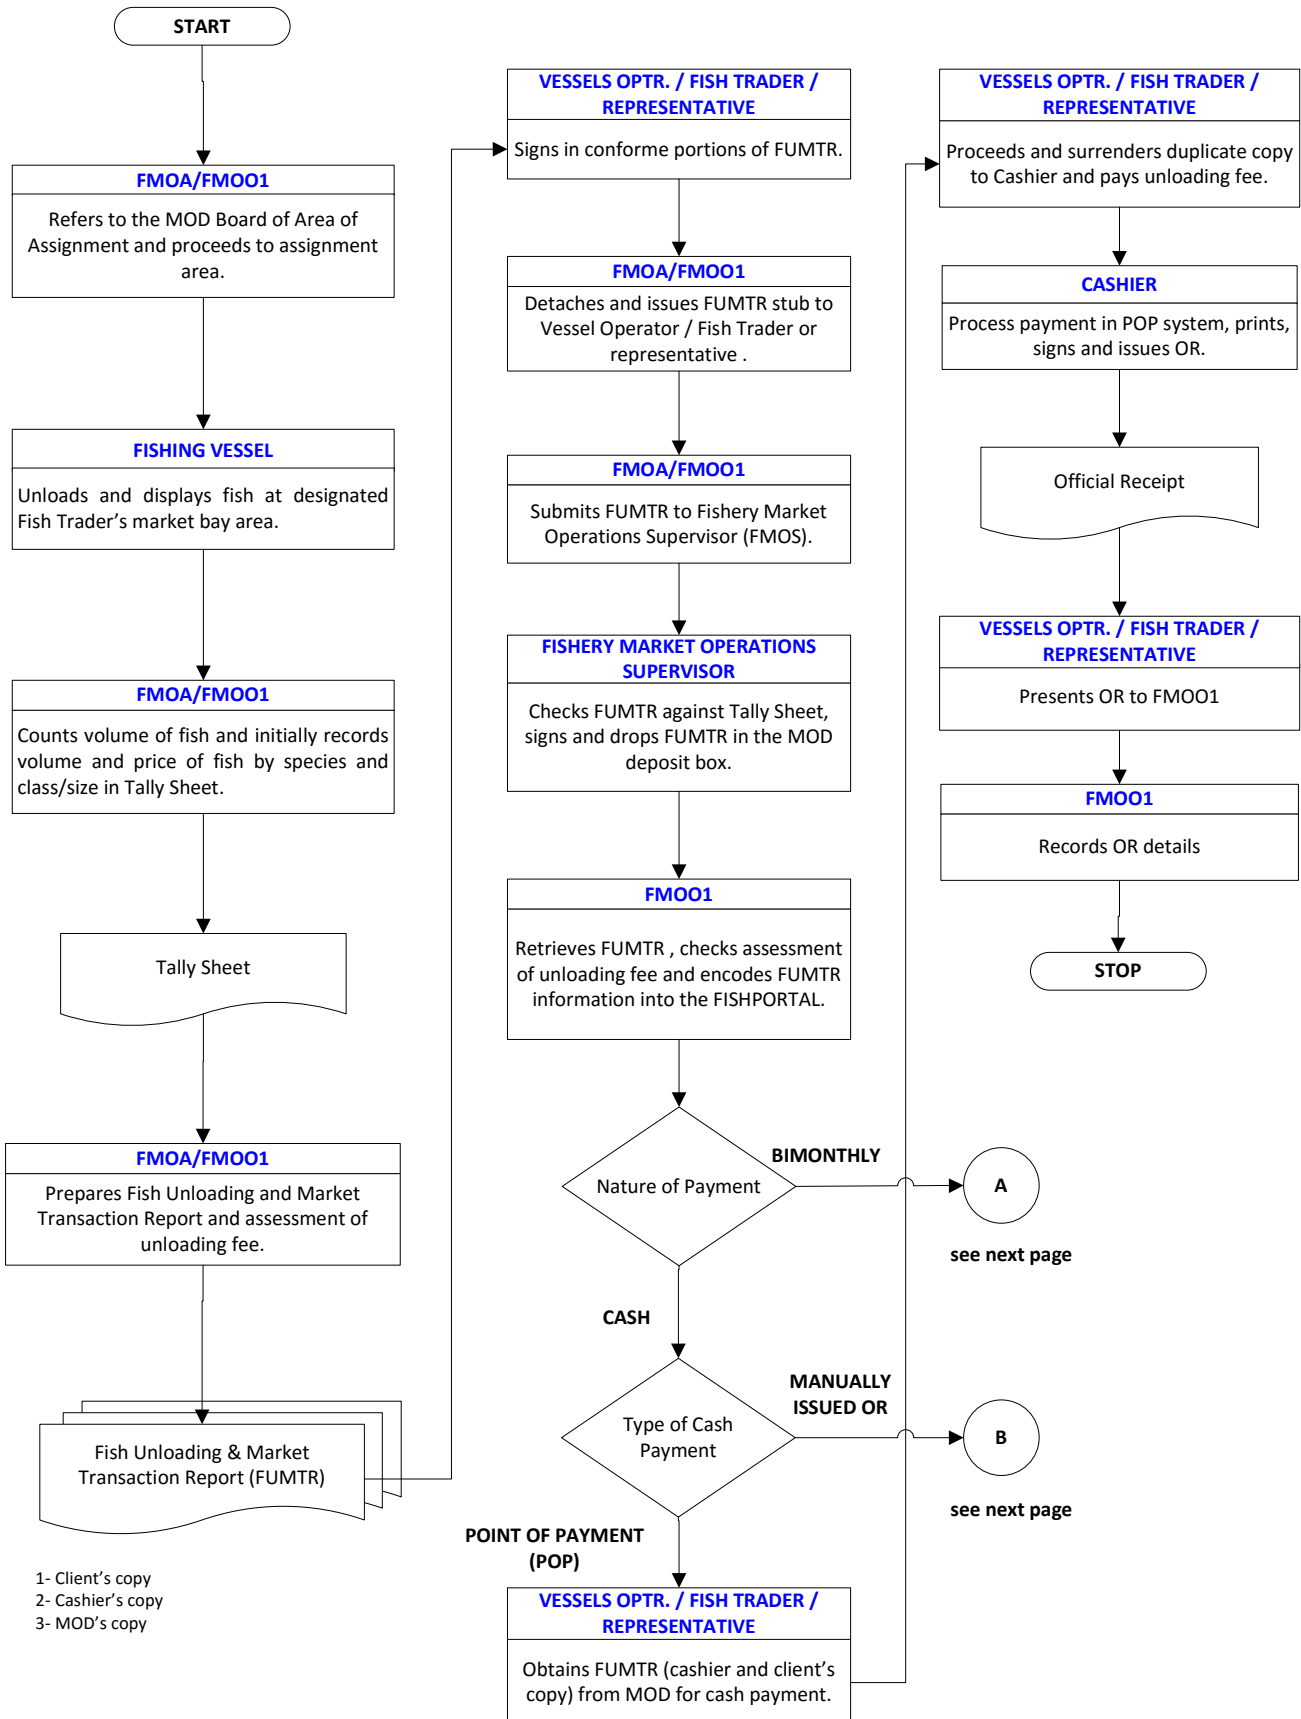 START
FMOA/FMOO1
Refers to the MOD Board of Area of
Assignment and proceeds to assignment
area.
FISHING VESSEL
Unloads and displays fish at designated
Fish Trader's market bay area.
FMOA/FMOO1
Counts volume of fish and initially records
volume and price of fish by species and
class/size in Tally Sheet.
Tally Sheet
FMOA/FMOO1
Prepares Fish Unloading and Market
Transaction Report and assessment of
unloading fee.
Fish Unloading & Market
Transaction Report (FUMTR)
1- Client's copy
2- Cashier's copy
3- MOD's copy
VESSELS OPTR. / FISH TRADER /
REPRESENTATIVE
Signs in conforme portions of FUMTR.
FMOA/FMOO1
Detaches and issues FUMTR stub to
Vessel Operator / Fish Trader or
representative .
FMOA/FMOO1
Submits FUMTR to Fishery Market
Operations Supervisor (FMOS).
FISHERY MARKET OPERATIONS
SUPERVISOR
Checks FUMTR against Tally Sheet,
signs and drops FUMTR in the MOD
deposit box.
FMOO1
Retrieves FUMTR , checks assessment
of unloading fee and encodes FUMTR
information into the FISHPORTAL.
Nature of Payment
BIMONTHLY
A
see next page
CASH
Type of Cash
Payment
MANUALLY
ISSUED OR
B
see next page
POINT OF PAYMENT
(POP)
VESSELS OPTR. / FISH TRADER /
REPRESENTATIVE
Obtains FUMTR (cashier and client's
copy) from MOD for cash payment.
VESSELS OPTR. / FISH TRADER /
REPRESENTATIVE
Proceeds and surrenders duplicate copy
to Cashier and pays unloading fee.
CASHIER
Process payment in POP system, prints,
signs and issues OR.
Official Receipt
VESSELS OPTR. / FISH TRADER /
REPRESENTATIVE
Presents OR to FMOO1
FMOO1
Records OR details
STOP